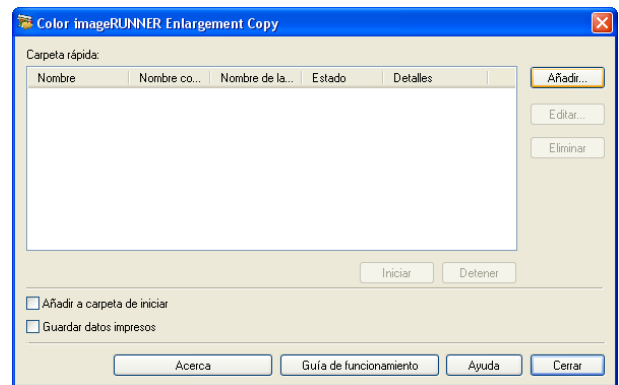 Color imageRUNNER Enlargement Copy
Carpeta rápida:
Nombre Nombre co... Nombre de la... Estado Detalles
Añadir...
Editar...
Eliminar
Iniciar Detener
Añadir a carpeta de iniciar
Guardar datos impresos
Acerca Guía de funcionamiento Ayuda Cerrar